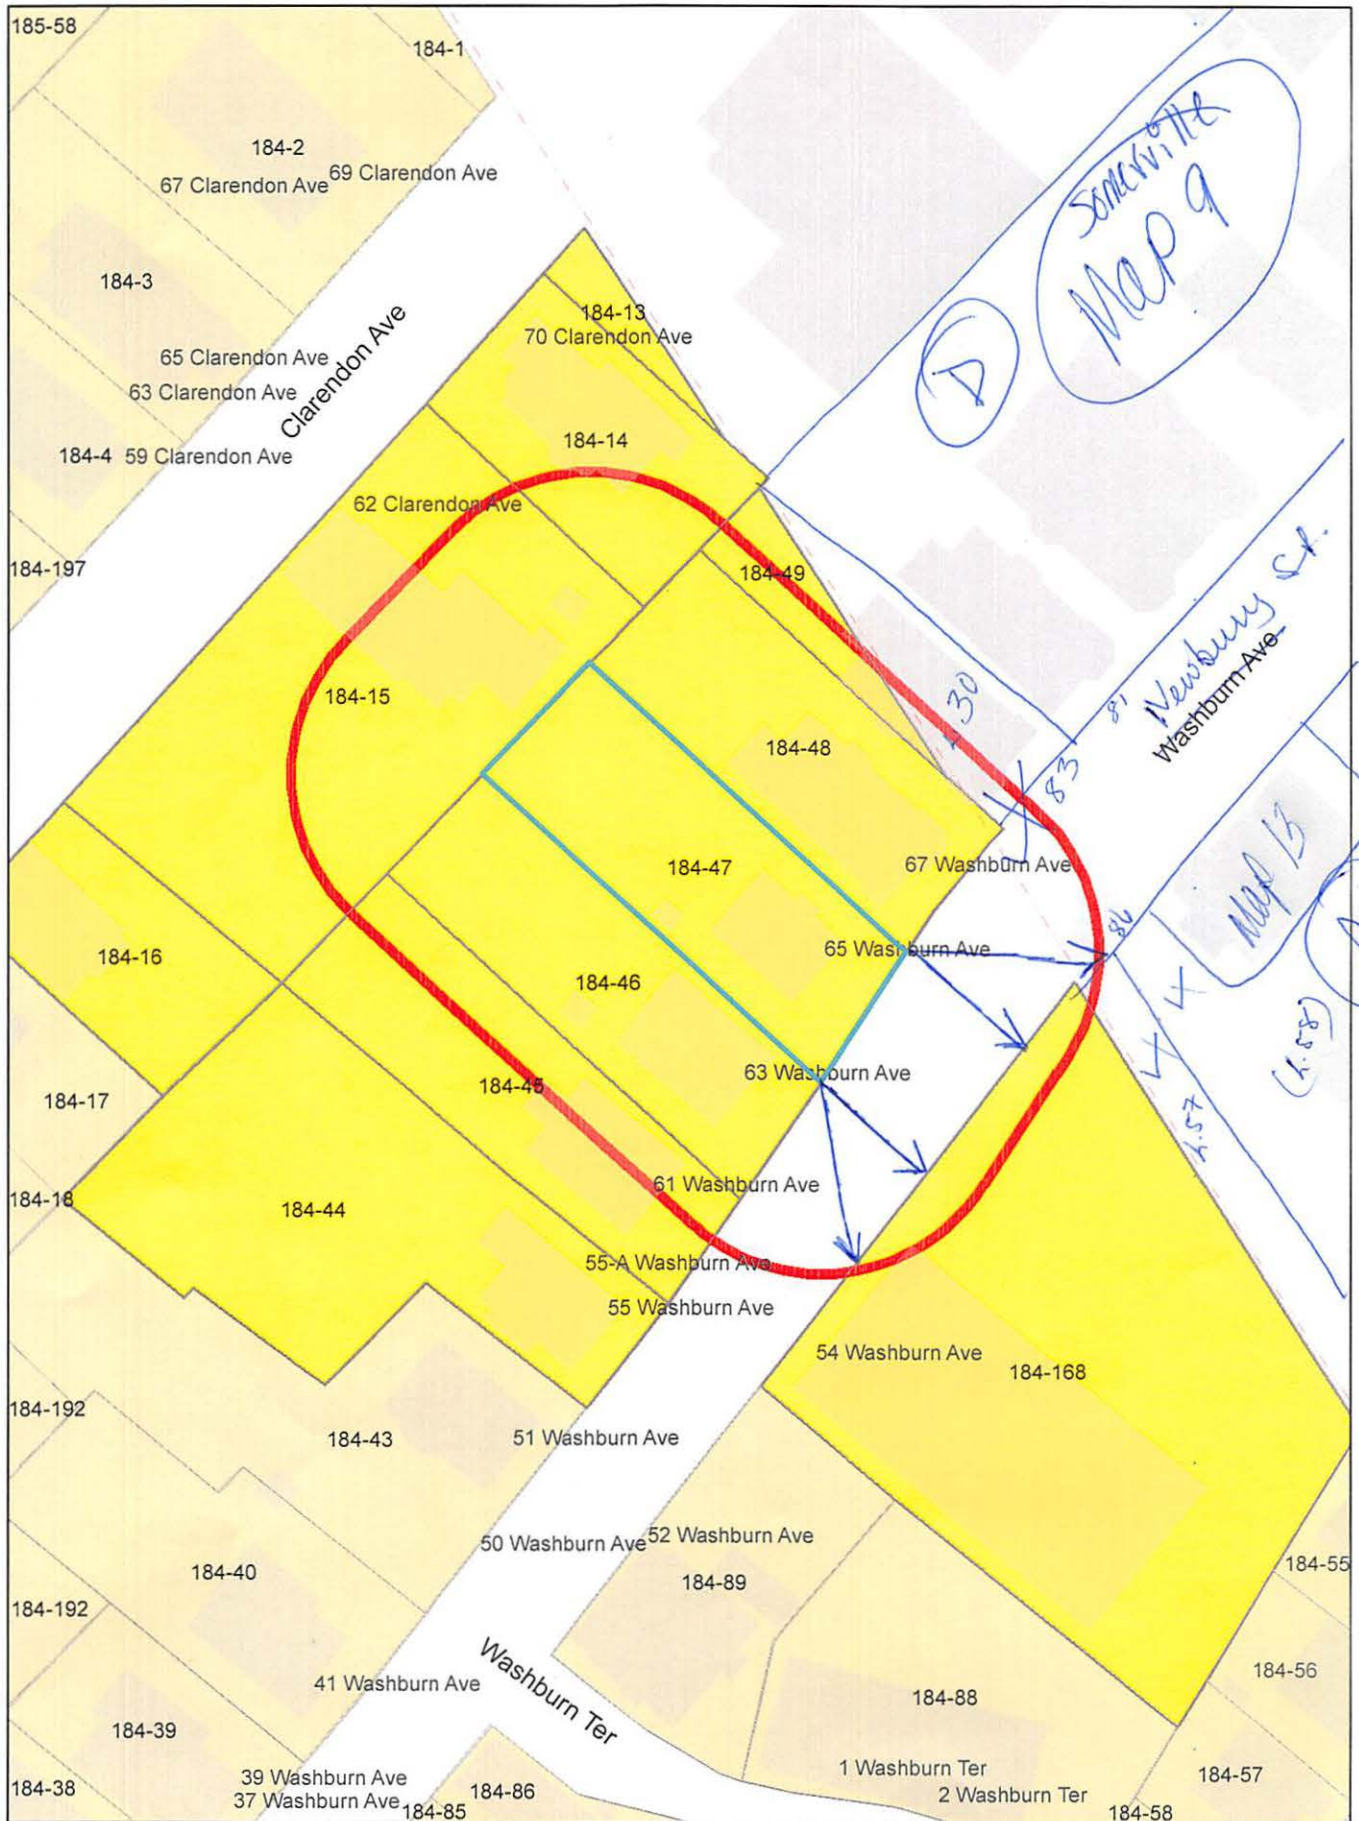 185-58
184-1
184-2
67 Clarendon Ave
69 Clarendon Ave
184-3
65 Clarendon Ave
63 Clarendon Ave
184-4
59 Clarendon Ave
Clarendon Ave
184-197
184-13
70 Clarendon Ave
184-14
62 Clarendon Ave
184-15
184-49
184-48
184-47
67 Washburn Ave
65 Washburn Ave
184-46
63 Washburn Ave
184-16
184-45
184-17
61 Washburn Ave
184-18
184-44
55-A Washburn Ave
55 Washburn Ave
54 Washburn Ave
184-168
184-192
184-43
51 Washburn Ave
50 Washburn Ave
52 Washburn Ave
184-89
184-40
184-192
184-55
184-56
41 Washburn Ave
Washburn Ter
184-88
184-39
1 Washburn Ter
2 Washburn Ter
184-57
184-38
39 Washburn Ave
37 Washburn Ave
184-86
184-85
184-58
Somerville
Map 9
D
Newbury St.
Washburn Ave
81
83
30
86
Map 13
(L.58)
L.57